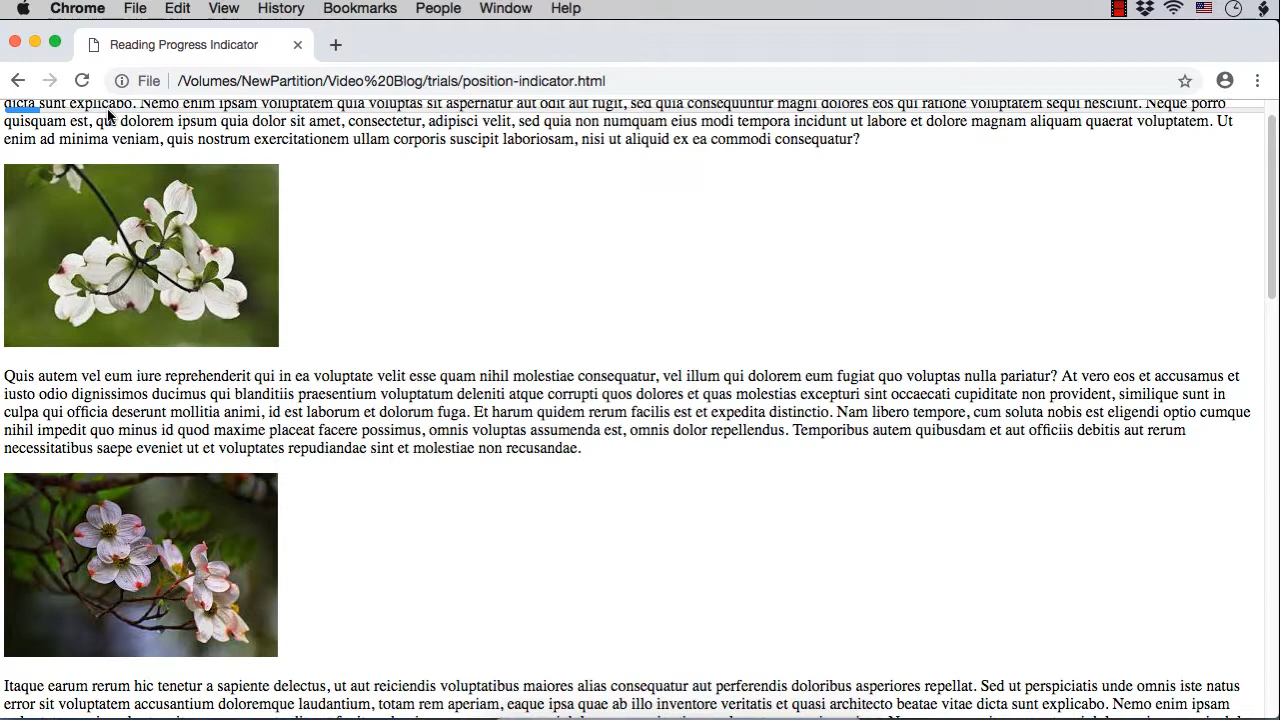 Chrome File Edit View History Bookmarks People Window Help
Reading Progress Indicator
File /Volumes/NewPartition/Video%20Blog/trials/position-indicator.html
dicta sunt explicabo. Nemo enim ipsam voluptatem quia voluptas sit aspernatur aut odit aut fugit, sed quia consequuntur magni dolores eos qui ratione voluptatem sequi nesciunt. Neque porro
quisquam est, qui dolorem ipsum quia dolor sit amet, consectetur, adipisci velit, sed quia non numquam eius modi tempora incidunt ut labore et dolore magnam aliquam quaerat voluptatem. Ut
enim ad minima veniam, quis nostrum exercitationem ullam corporis suscipit laboriosam, nisi ut aliquid ex ea commodi consequatur?
Quis autem vel eum iure reprehenderit qui in ea voluptate velit esse quam nihil molestiae consequatur, vel illum qui dolorem eum fugiat quo voluptas nulla pariatur? At vero eos et accusamus et
iusto odio dignissimos ducimus qui blanditiis praesentium voluptatum deleniti atque corrupti quos dolores et quas molestias excepturi sint occaecati cupiditate non provident, similique sunt in
culpa qui officia deserunt mollitia animi, id est laborum et dolorum fuga. Et harum quidem rerum facilis est et expedita distinctio. Nam libero tempore, cum soluta nobis est eligendi optio cumque
nihil impedit quo minus id quod maxime placeat facere possimus, omnis voluptas assumenda est, omnis dolor repellendus. Temporibus autem quibusdam et aut officiis debitis aut rerum
necessitatibus saepe eveniet ut et voluptates repudiandae sint et molestiae non recusandae.
Itaque earum rerum hic tenetur a sapiente delectus, ut aut reiciendis voluptatibus maiores alias consequatur aut perferendis doloribus asperiores repellat. Sed ut perspiciatis unde omnis iste natus
error sit voluptatem accusantium doloremque laudantium, totam rem aperiam, eaque ipsa quae ab illo inventore veritatis et quasi architecto beatae vitae dicta sunt explicabo. Nemo enim ipsam